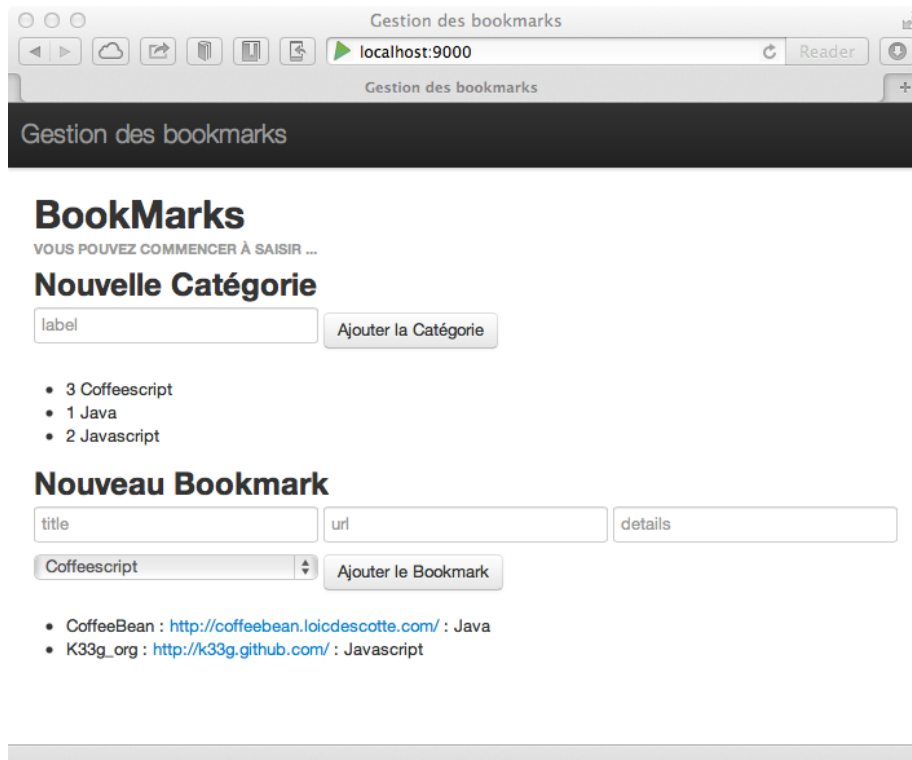 Gestion des bookmarks
localhost:9000
Reader
Gestion des bookmarks
Gestion des bookmarks
BookMarks
VOUS POUVEZ COMMENCER À SAISIR ...
Nouvelle Catégorie
label Ajouter la Catégorie
3 Coffeescript
1 Java
2 Javascript
Nouveau Bookmark
title url details
Coffeescript Ajouter le Bookmark
CoffeeBean : http://coffeebean.loicdescotte.com/ : Java
K33g_org : http://k33g.github.com/ : Javascript